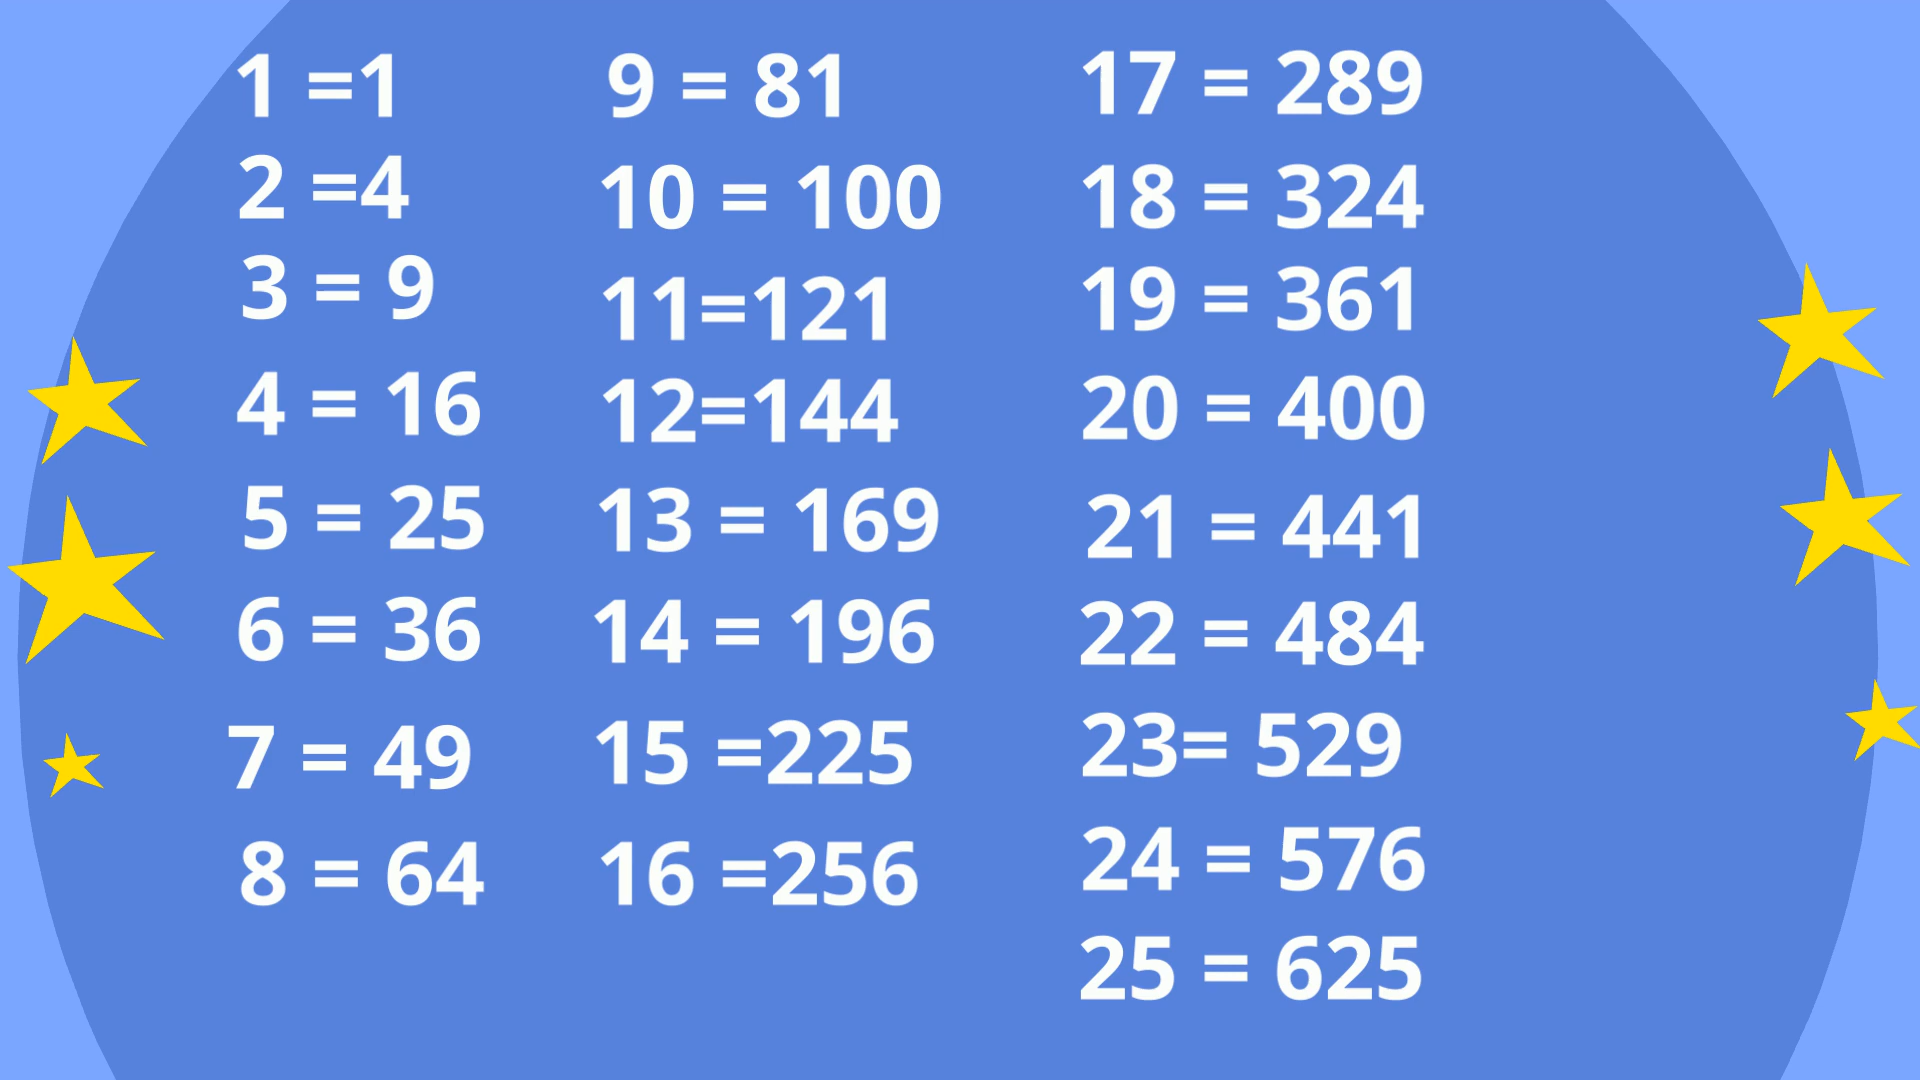 1 =1
2 =4
3 = 9
4 = 16
5 = 25
6 = 36
7 = 49
8 = 64
9 = 81
10 = 100
11=121
12=144
13 = 169
14 = 196
15 =225
16 =256
17 = 289
18 = 324
19 = 361
20 = 400
21 = 441
22 = 484
23= 529
24 = 576
25 = 625